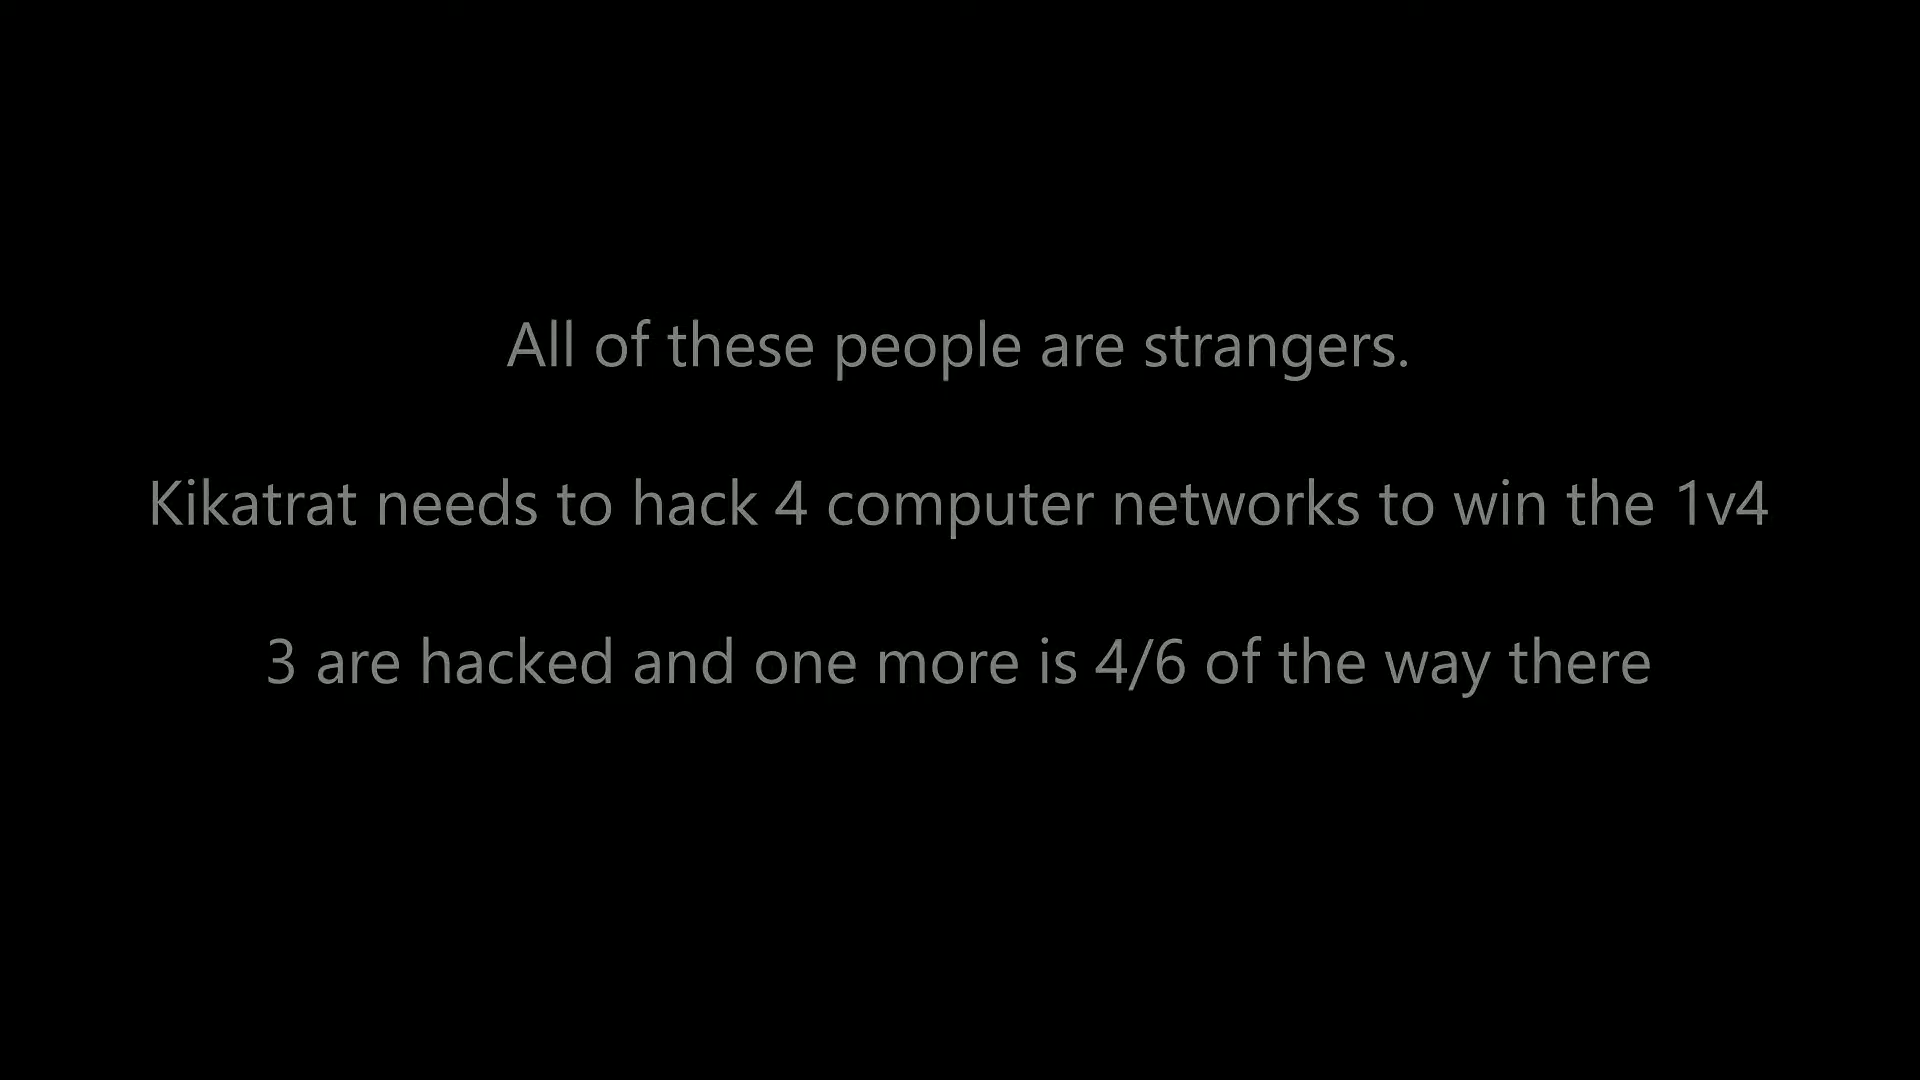 All of these people are strangers.
Kikatrat needs to hack 4 computer networks to win the 1v4
3 are hacked and one more is 4/6 of the way there